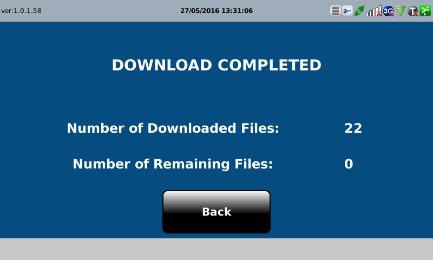 ver:1.0.1.58 27/05/2016 13:31:06
DOWNLOAD COMPLETED
Number of Downloaded Files: 22
Number of Remaining Files: 0
Back